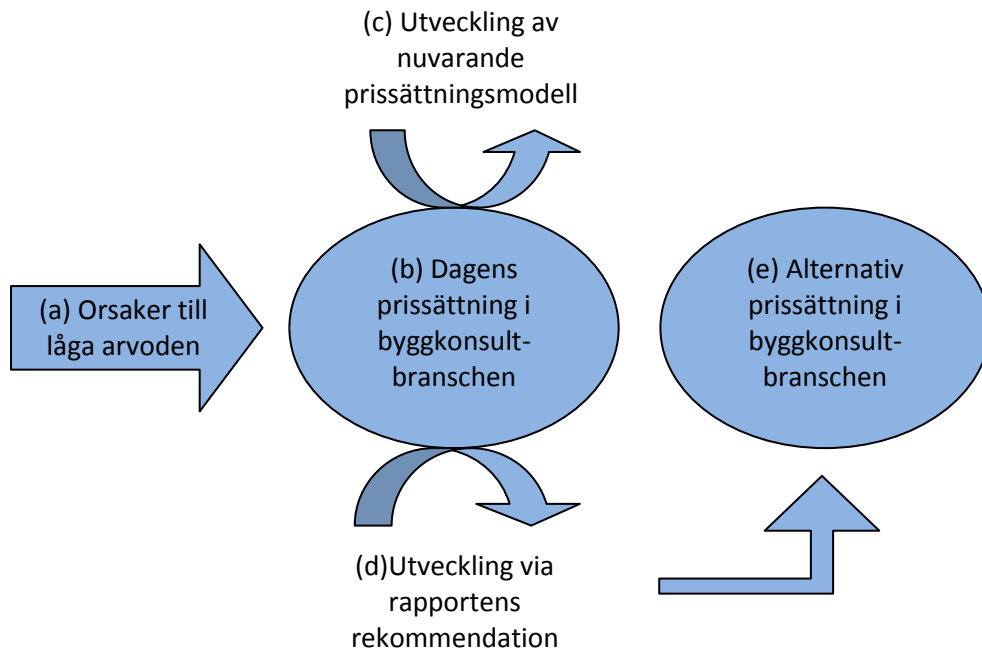 (c) Utveckling av
nuvarande
prissättningsmodell
(a) Orsaker till
låga arvoden
(b) Dagens
prissättning i
byggkonsult-
branschen
(e) Alternativ
prissättning i
byggkonsult-
branschen
(d)Utveckling via
rapportens
rekommendation